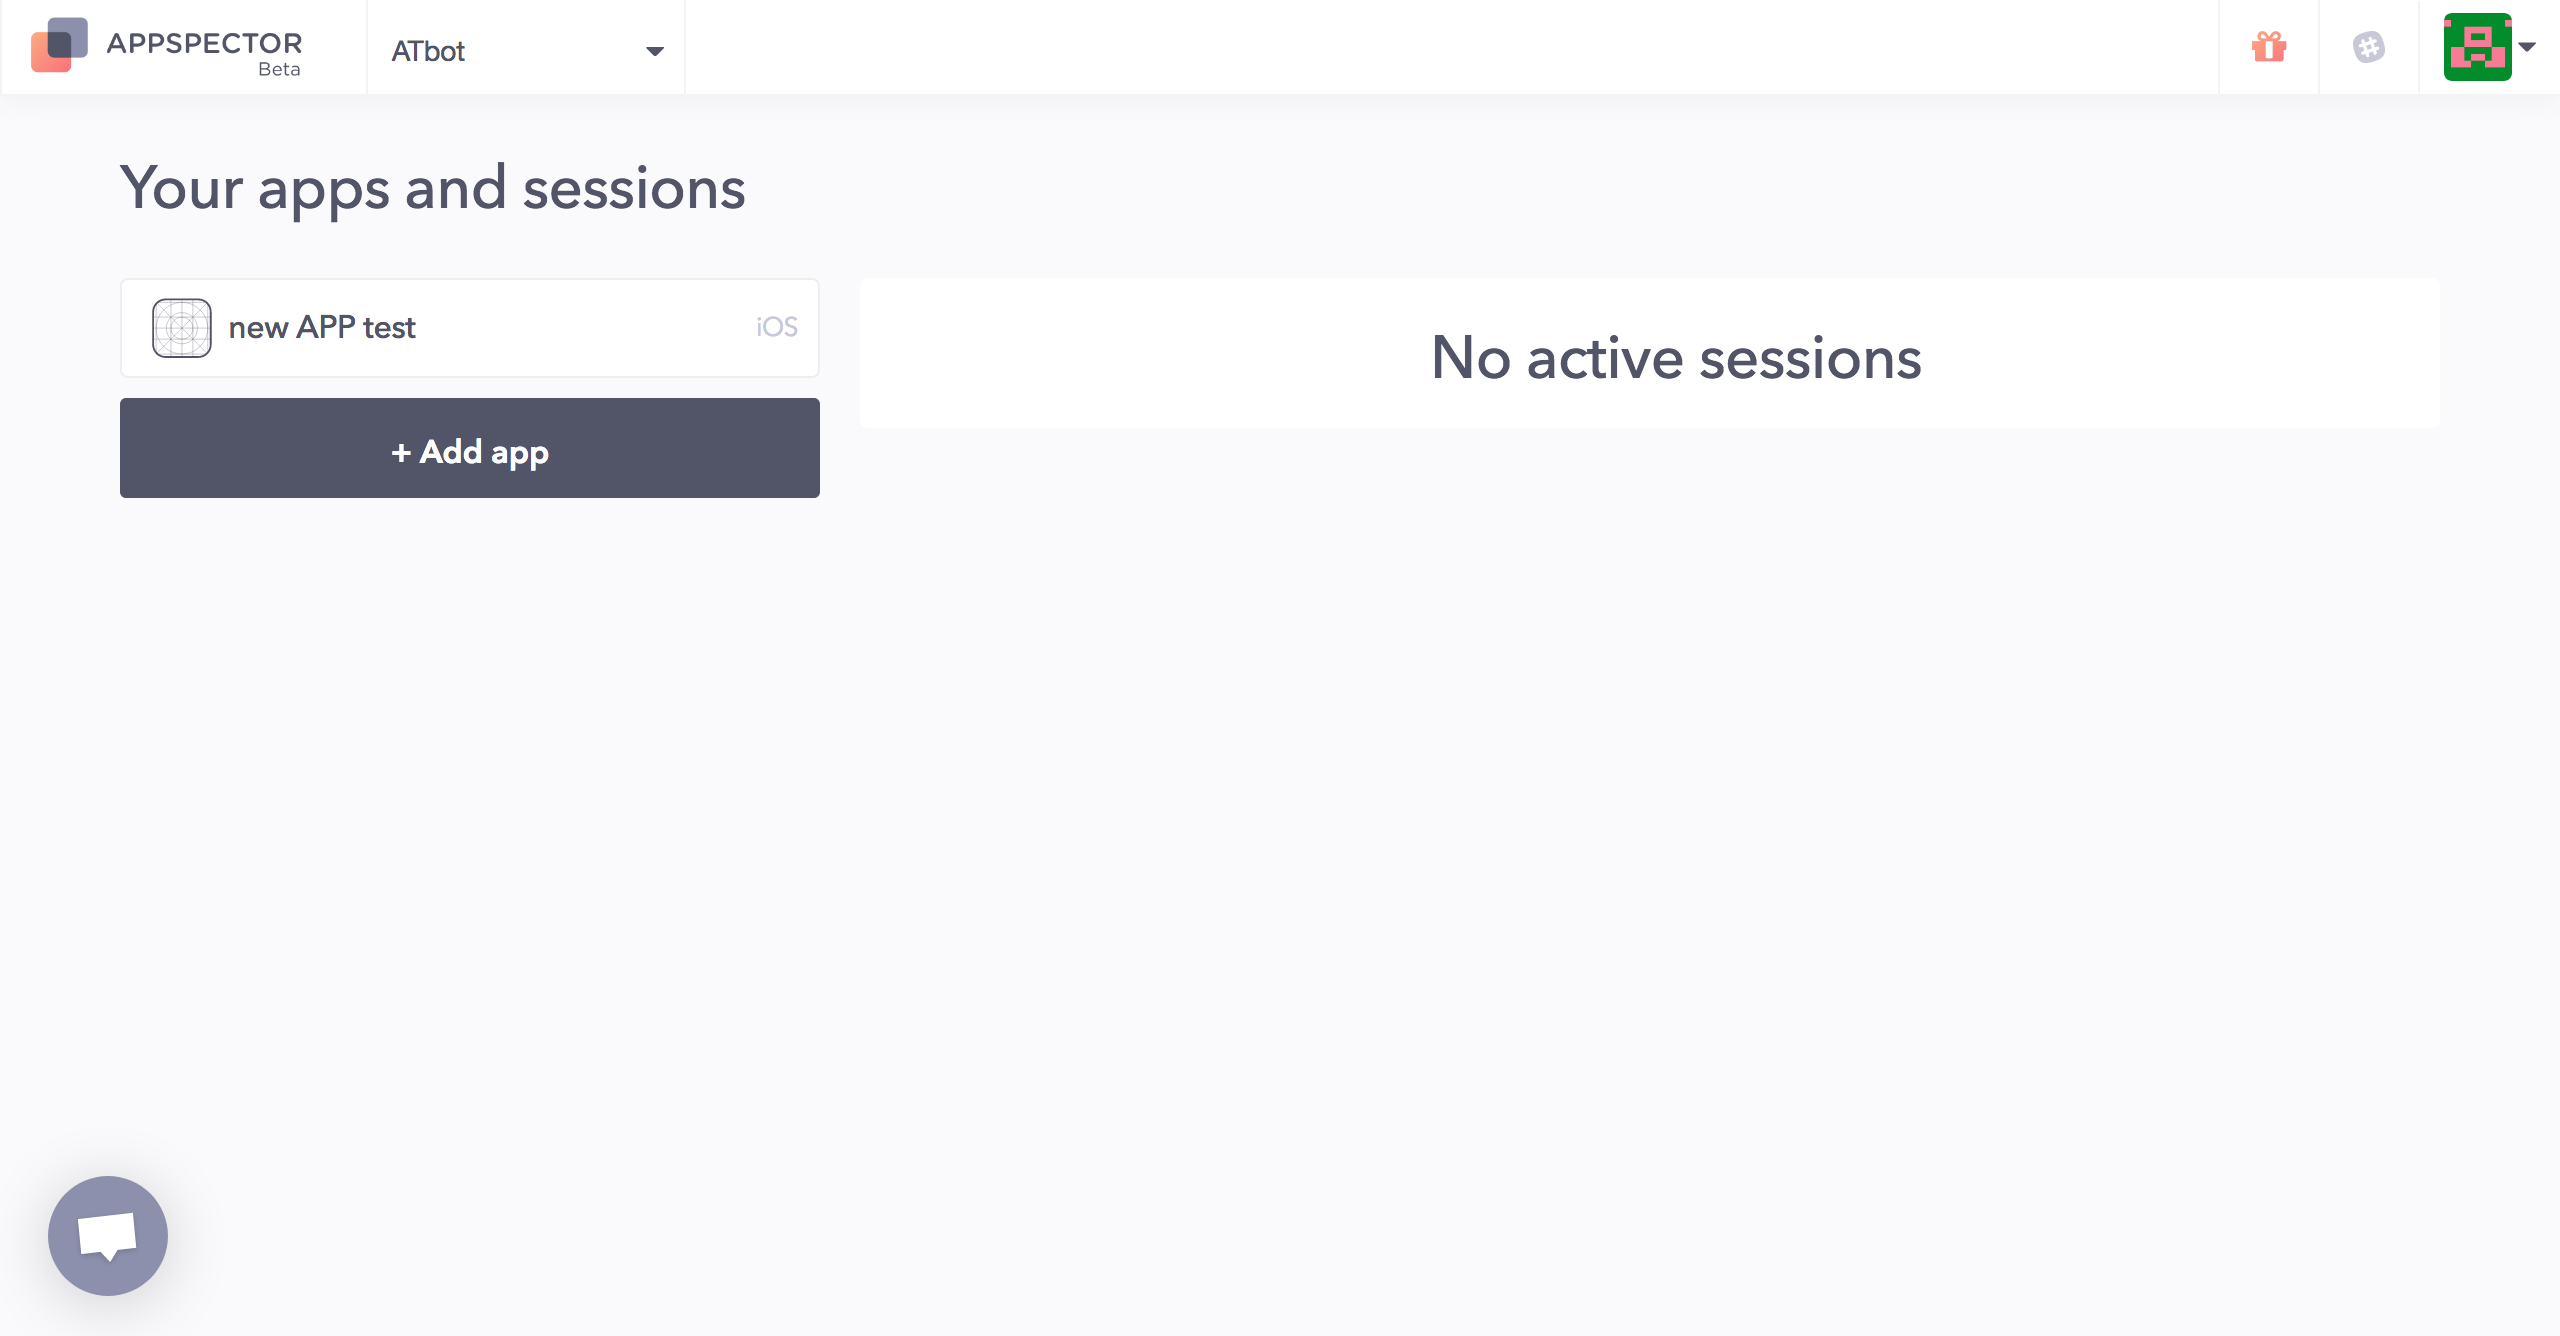 APPSPECTOR
Beta
ATbot
Your apps and sessions
new APP test
iOS
No active sessions
+ Add app